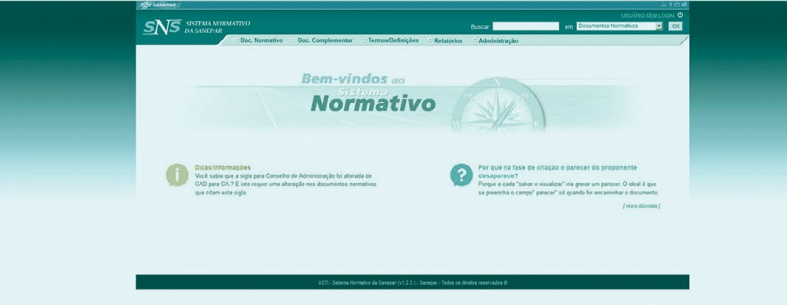 SANEPAR
USUÁRIO SEM LOGIN
SNS SISTEMA NORMATIVO
DA SANEPAR
Buscar em Documentos Normativos OK
Doc. Normativo Doc. Complementar Termos/Definições Relatórios Administração
Bem-vindos ao
Sistema
Normativo
Dicas/Informações
Você sabia que a sigla para Conselho de Administração foi alterada de
CAD para CA.? E isto requer uma alteração nos documentos normativos
que citam esta sigla.
Por que na fase de criação o parecer do proponente
desaparece?
Porque a cada "salvar e visualizar" iria gravar um parecer. O ideal é que
se preencha o campo" parecer" só quando for encaminhar o documento.
[ mais dúvidas ]
USTI - Sistema Normativo da Sanepar (v1.2.3 ) - Sanepar - Todos os direitos reservados ©